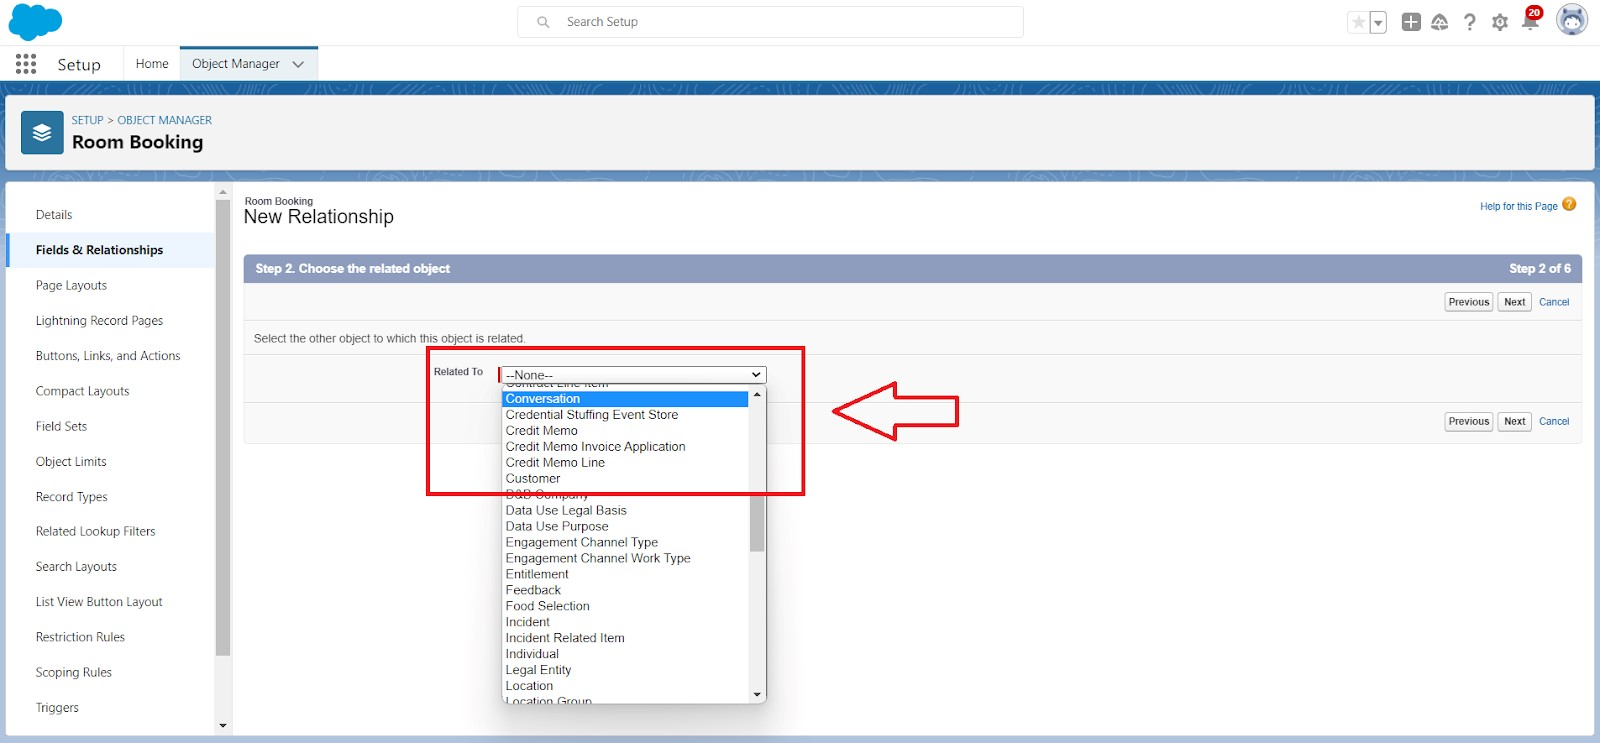 Search Setup
20
Setup
Home
Object Manager
SETUP > OBJECT MANAGER
Room Booking
Details
Fields & Relationships
Page Layouts
Lightning Record Pages
Buttons, Links, and Actions
Compact Layouts
Field Sets
Object Limits
Record Types
Related Lookup Filters
Search Layouts
List View Button Layout
Restriction Rules
Scoping Rules
Triggers
Room Booking
New Relationship
Help for this Page ?
Step 2. Choose the related object
Step 2 of 6
Previous Next Cancel
Select the other object to which this object is related.
Related To
--None--
Contract Line Item
Conversation
Credential Stuffing Event Store
Credit Memo
Credit Memo Invoice Application
Credit Memo Line
Customer
D&B Company
Data Use Legal Basis
Data Use Purpose
Engagement Channel Type
Engagement Channel Work Type
Entitlement
Feedback
Food Selection
Incident
Incident Related Item
Individual
Legal Entity
Location
Location Group
Previous Next Cancel